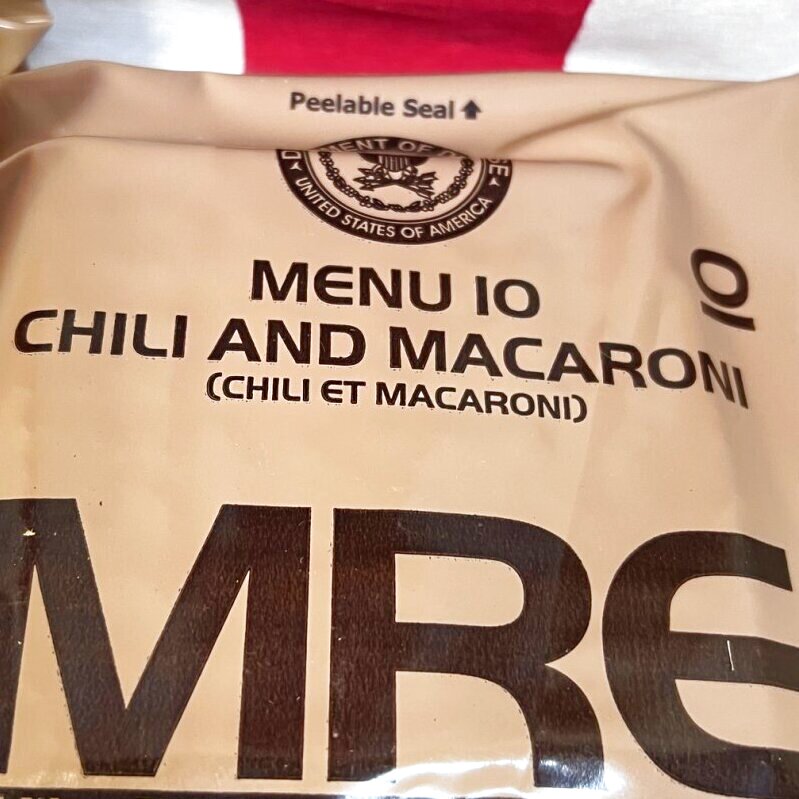 Peelable Seal ↑
UNITED STATES OF AMERICA
MENU 10
10
CHILI AND MACARONI
(CHILI ET MACARONI)
MRE